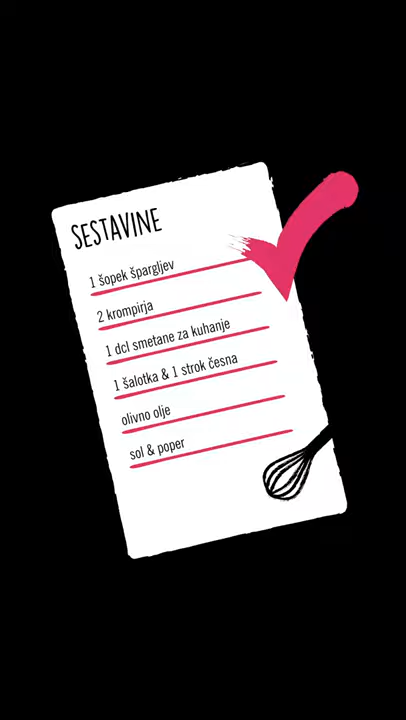 SESTAVINE
1 šopek špargljev
2 krompirja
1 dcl smetane za kuhanje
1 šalotka & 1 strok česna
olivno olje
sol & poper